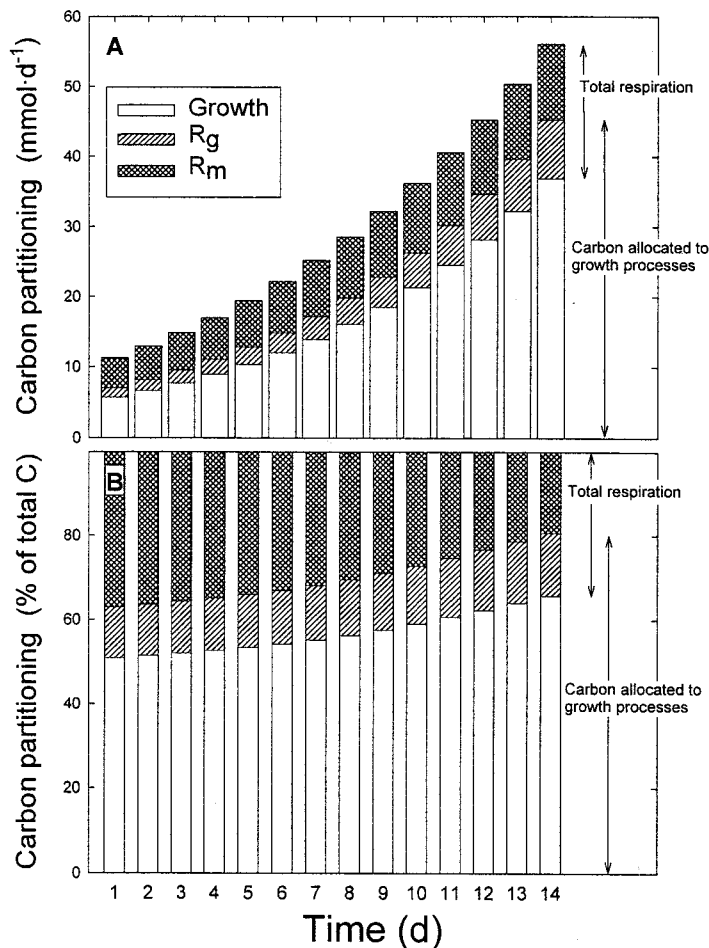 Carbon partitioning (mmol·d⁻¹)
60
50
40
30
20
10
0
A
Growth
Rg
Rm
Total respiration
Carbon allocated to
growth processes
Carbon partitioning (% of total C)
80
60
40
20
0
B
Total respiration
Carbon allocated to
growth processes
1 2 3 4 5 6 7 8 9 10 11 12 13 14
Time (d)